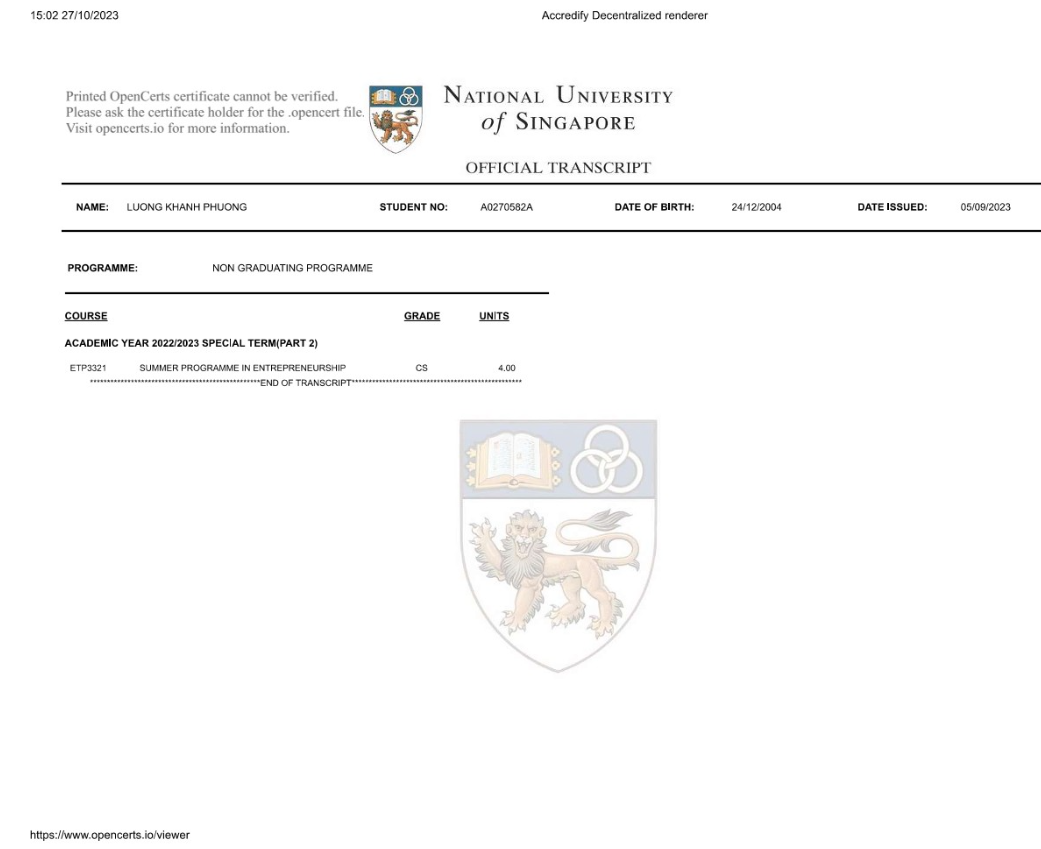 15:02 27/10/2023 Accredify Decentralized renderer
Printed OpenCerts certificate cannot be verified.
Please ask the certificate holder for the .opencert file.
Visit opencerts.io for more information.
NATIONAL UNIVERSITY
of SINGAPORE
OFFICIAL TRANSCRIPT
NAME: LUONG KHANH PHUONG STUDENT NO: A0270582A DATE OF BIRTH: 24/12/2004 DATE ISSUED: 05/09/2023
PROGRAMME: NON GRADUATING PROGRAMME
COURSE GRADE UNITS
ACADEMIC YEAR 2022/2023 SPECIAL TERM(PART 2)
ETP3321 SUMMER PROGRAMME IN ENTREPRENEURSHIP CS 4.00
**************************************************END OF TRANSCRIPT**************************************************
https://www.opencerts.io/viewer